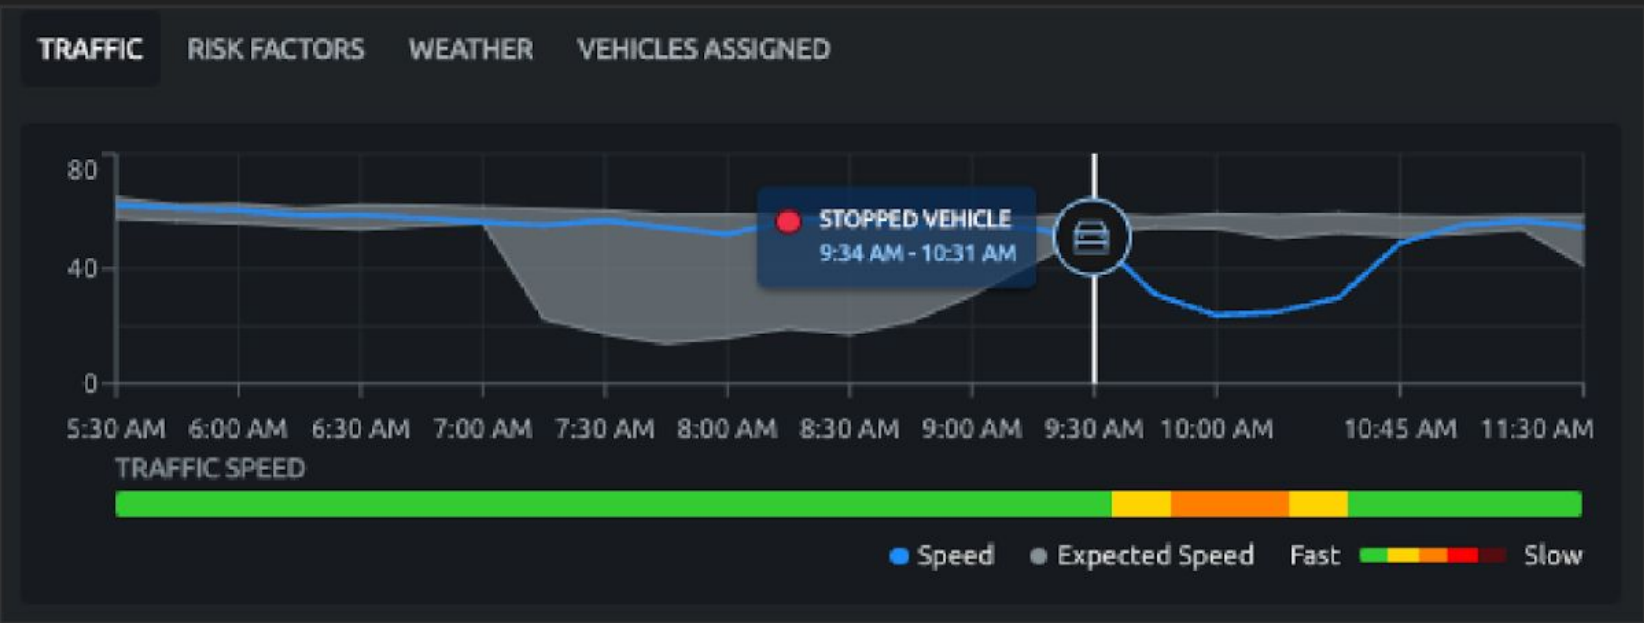 TRAFFIC RISK FACTORS WEATHER VEHICLES ASSIGNED
80
STOPPED VEHICLE
9:34 AM - 10:31 AM
40
0
5:30 AM 6:00 AM 6:30 AM 7:00 AM 7:30 AM 8:00 AM 8:30 AM 9:00 AM 9:30 AM 10:00 AM 10:45 AM 11:30 AM
TRAFFIC SPEED
Speed Expected Speed Fast Slow